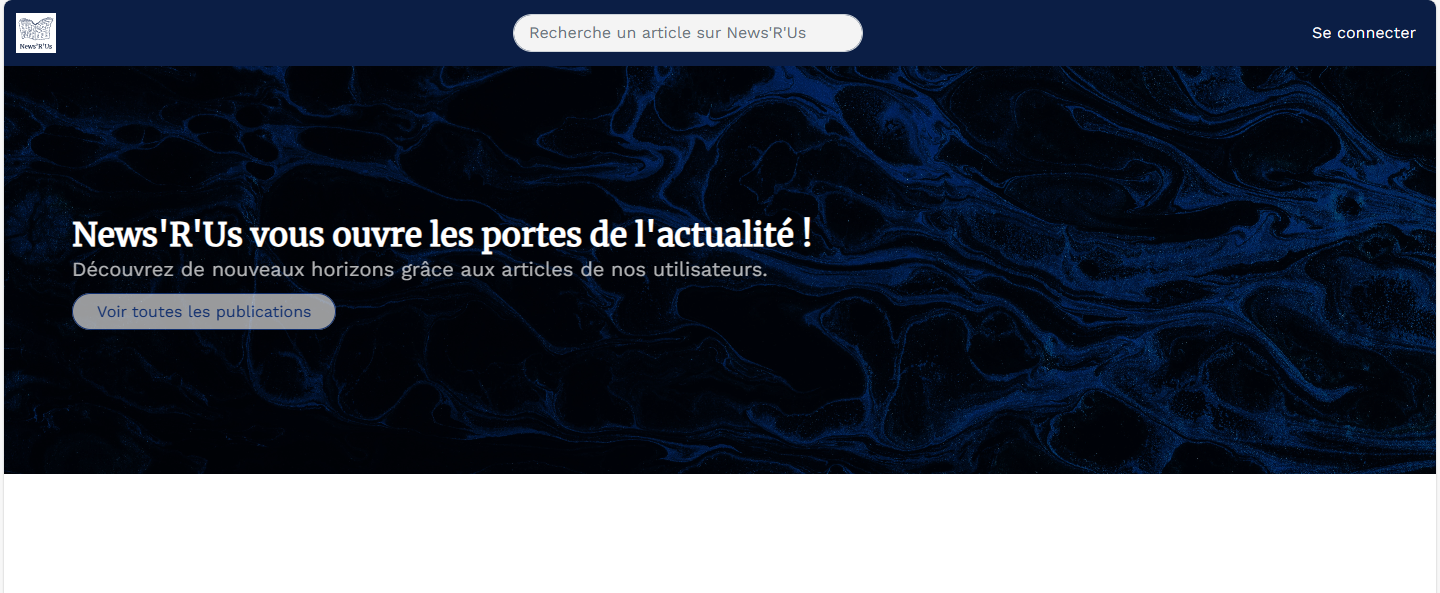 News'R'Us
Recherche un article sur News'R'Us
Se connecter
News'R'Us vous ouvre les portes de l'actualité !
Découvrez de nouveaux horizons grâce aux articles de nos utilisateurs.
Voir toutes les publications